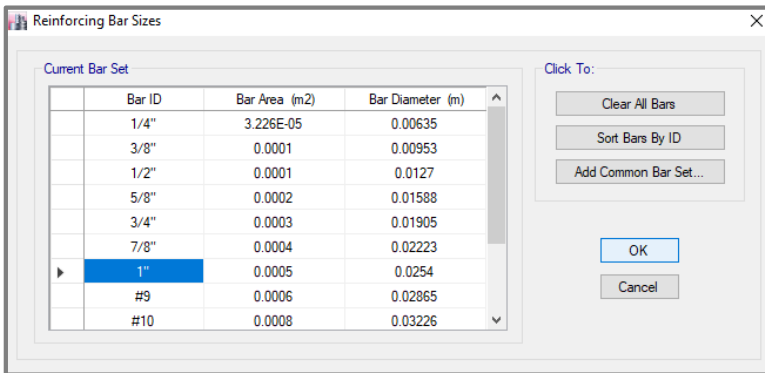 Reinforcing Bar Sizes
Current Bar Set
Bar ID Bar Area (m2) Bar Diameter (m)
1/4" 3.226E-05 0.00635
3/8" 0.0001 0.00953
1/2" 0.0001 0.0127
5/8" 0.0002 0.01588
3/4" 0.0003 0.01905
7/8" 0.0004 0.02223
1" 0.0005 0.0254
#9 0.0006 0.02865
#10 0.0008 0.03226
Click To:
Clear All Bars
Sort Bars By ID
Add Common Bar Set...
OK
Cancel